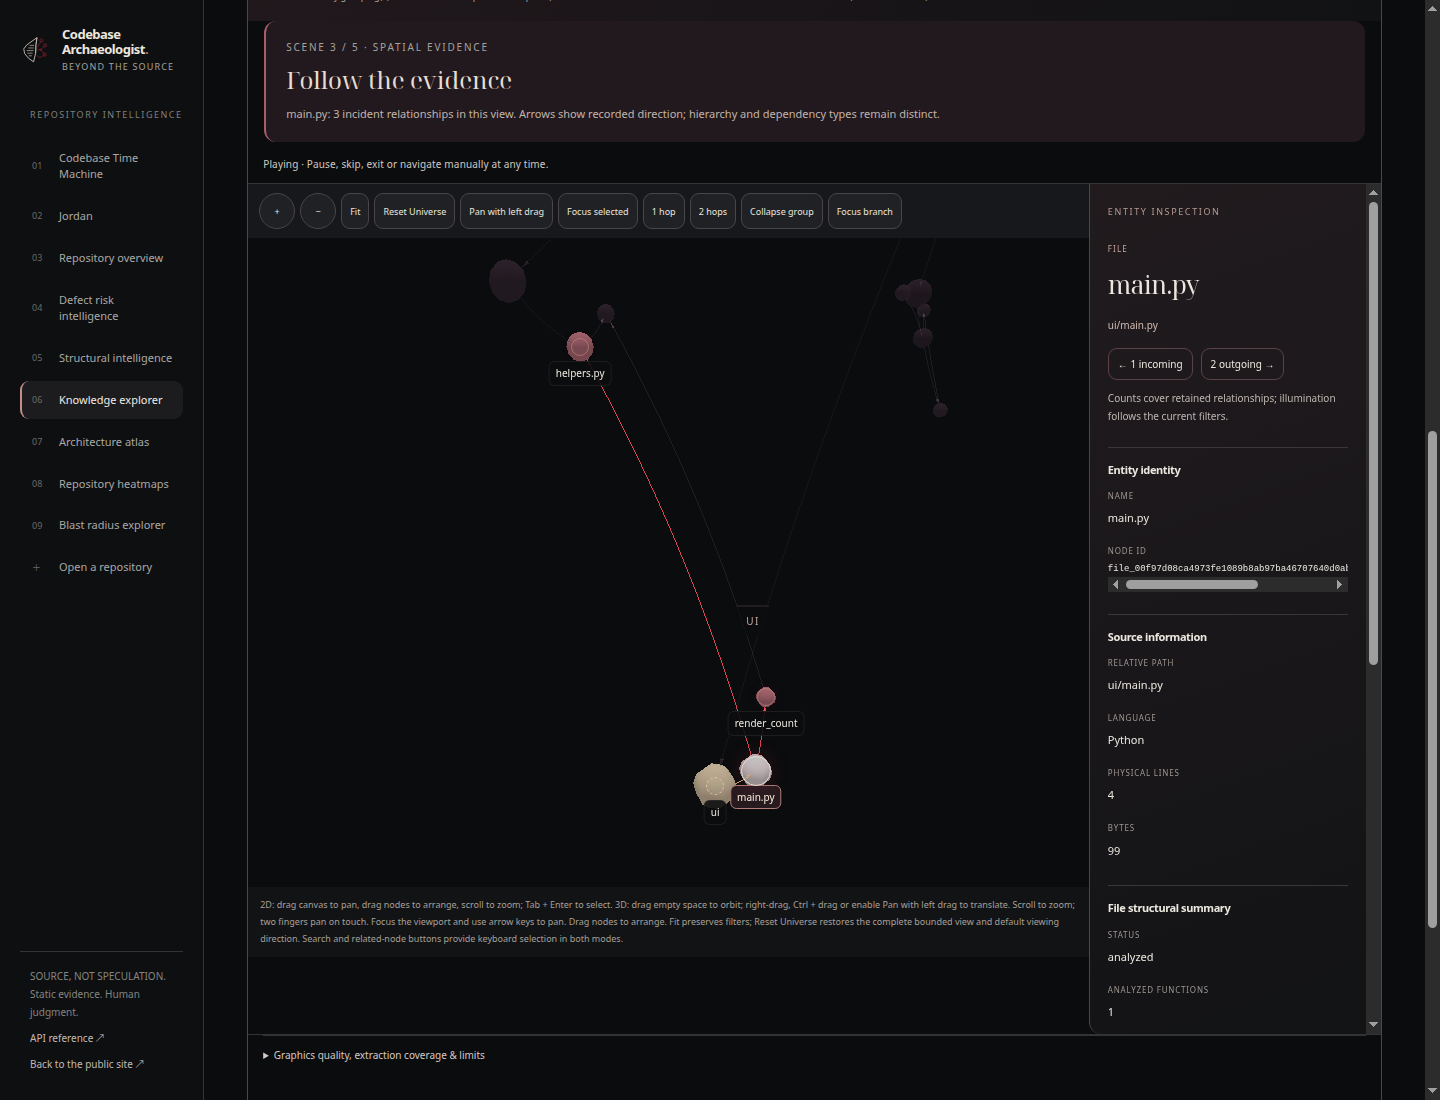 Codebase
Archaeologist.
BEYOND THE SOURCE
REPOSITORY INTELLIGENCE
01 Codebase Time
Machine
02 Jordan
03 Repository overview
04 Defect risk
intelligence
05 Structural intelligence
06 Knowledge explorer
07 Architecture atlas
08 Repository heatmaps
09 Blast radius explorer
+ Open a repository
SOURCE, NOT SPECULATION.
Static evidence. Human
judgment.
API reference ↗
Back to the public site ↗
SCENE 3 / 5 · SPATIAL EVIDENCE
Follow the evidence
main.py: 3 incident relationships in this view. Arrows show recorded direction; hierarchy and dependency types remain distinct.
Playing · Pause, skip, exit or navigate manually at any time.
+ − Fit Reset Universe Pan with left drag Focus selected 1 hop 2 hops Collapse group Focus branch
helpers.py
UI
render_count
main.py
ui
2D: drag canvas to pan, drag nodes to arrange, scroll to zoom; Tab + Enter to select. 3D: drag empty space to orbit; right-drag, Ctrl + drag or enable Pan with left drag to translate. Scroll to zoom;
two fingers pan on touch. Focus the viewport and use arrow keys to pan. Drag nodes to arrange. Fit preserves filters; Reset Universe restores the complete bounded view and default viewing
direction. Search and related-node buttons provide keyboard selection in both modes.
ENTITY INSPECTION
FILE
main.py
ui/main.py
← 1 incoming 2 outgoing →
Counts cover retained relationships; illumination
follows the current filters.
Entity identity
NAME
main.py
NODE ID
file_00f97d08ca4973fe1089b8ab97ba46707640d0ab
Source information
RELATIVE PATH
ui/main.py
LANGUAGE
Python
PHYSICAL LINES
4
BYTES
99
File structural summary
STATUS
analyzed
ANALYZED FUNCTIONS
1
▶ Graphics quality, extraction coverage & limits